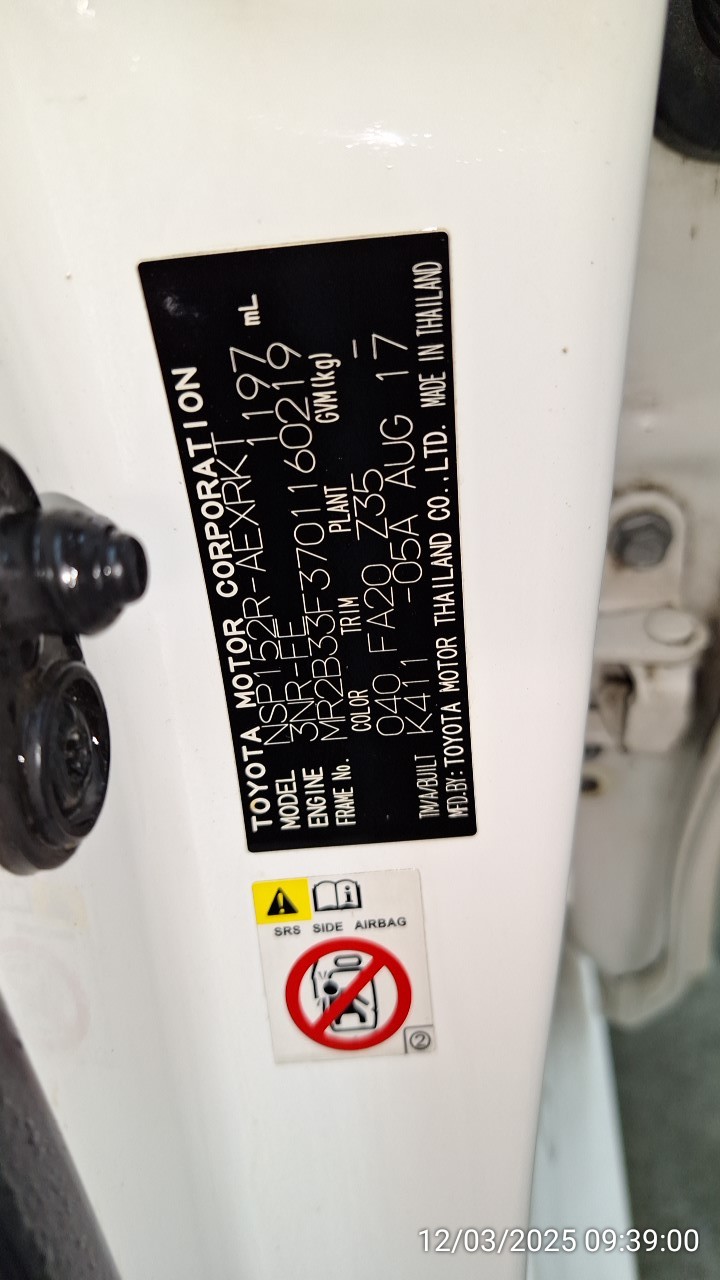 TOYOTA MOTOR CORPORATION
MODEL NSP152R-AEXRKT 1197 mL
ENGINE 3NR-FE
FRAME No. MR2B33F3701160219
COLOR TRIM PLANT GVM(kg)
040 FA20 Z35 —
TM/A/BUILT K411 -05A AUG 17
MFD.BY:TOYOTA MOTOR THAILAND CO.,LTD. MADE IN THAILAND
SRS SIDE AIRBAG
2
12/03/2025 09:39:00